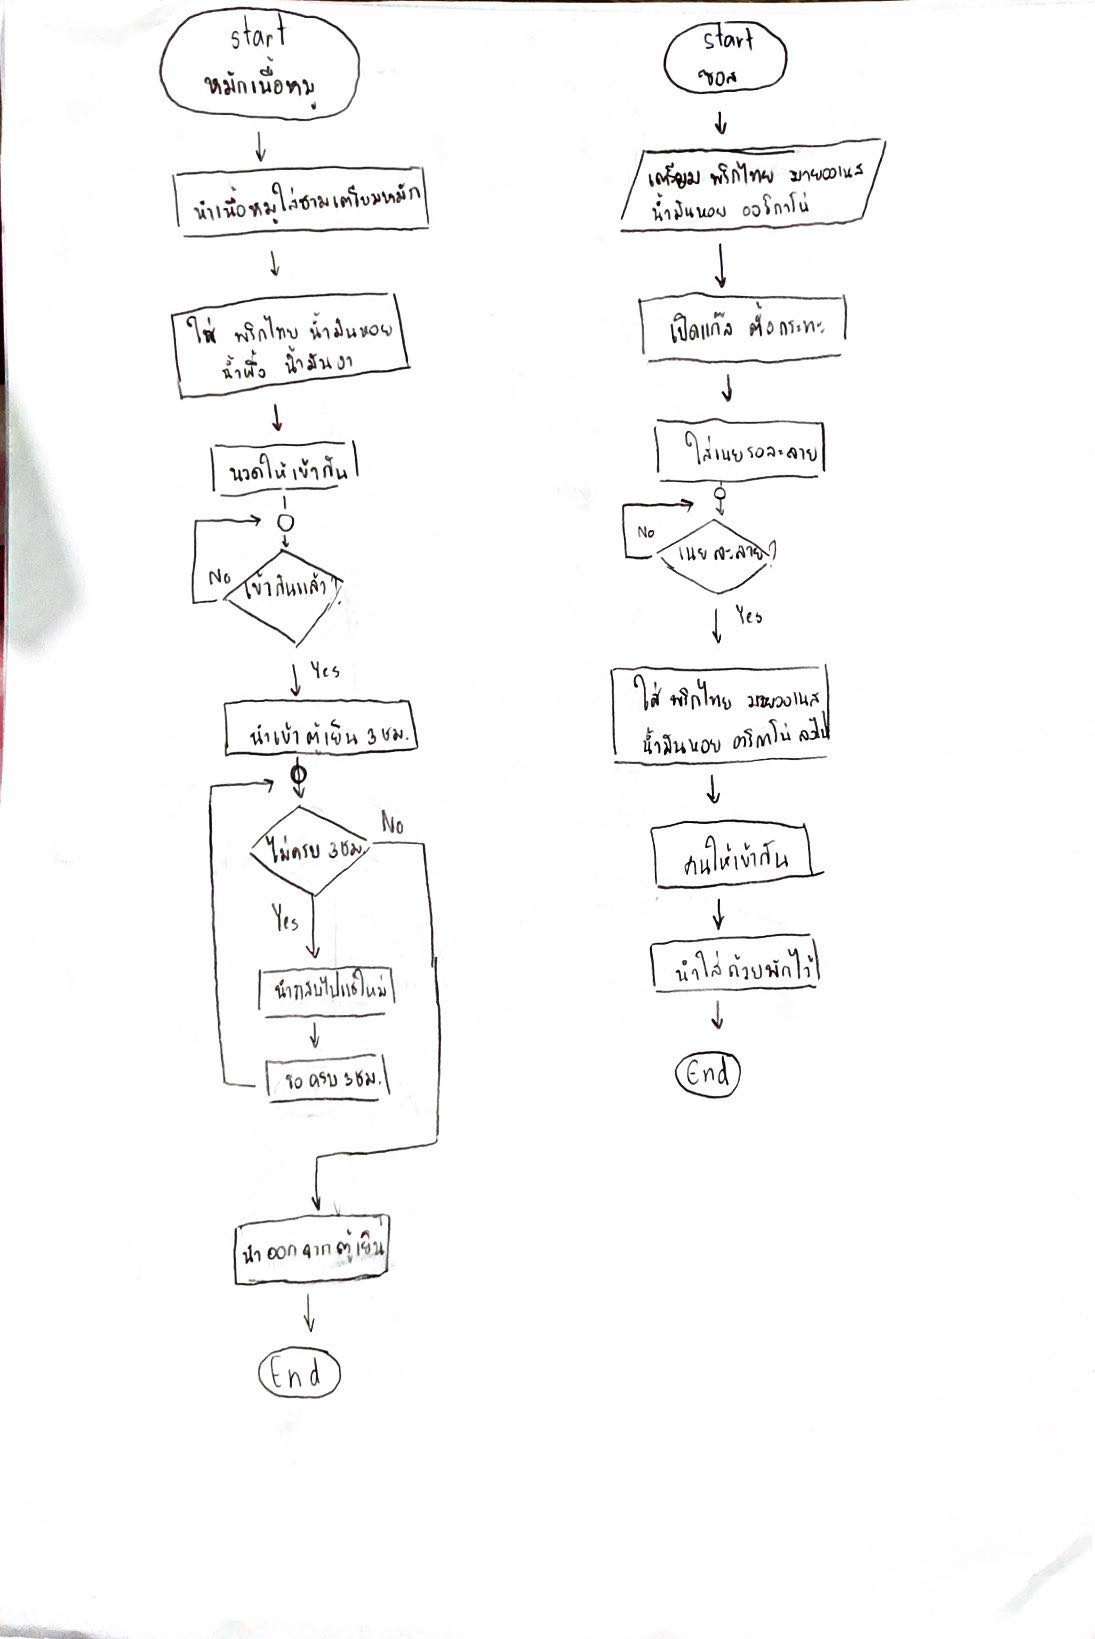 start
หมักเนื้อหมู
นำเนื้อหมูใส่ชามเตรียมหมัก
ใส่ พริกไทย น้ำมันหอย
น้ำผึ้ง น้ำมันงา
นวดให้เข้ากัน
No
เข้ากันแล้ว?
Yes
นำเข้าตู้เย็น 3 ชม.
ไม่ครบ 3 ชม.
No
Yes
นำกลับไปแช่ใหม่
รอ ครบ 3 ชม.
นำ ออก จาก ตู้เย็น
End
start
ซอส
เตรียม พริกไทย มายองเนส
น้ำมันหอย ออริกาโน่
เปิดแก๊ส ตั้งกระทะ
ใส่เนยรอละลาย
No
เนยละลาย?
Yes
ใส่ พริกไทย มายองเนส
น้ำมันหอย อาริกาโน่ ลงไป
คนให้เข้ากัน
นำใส่ถ้วยพักไว้
End